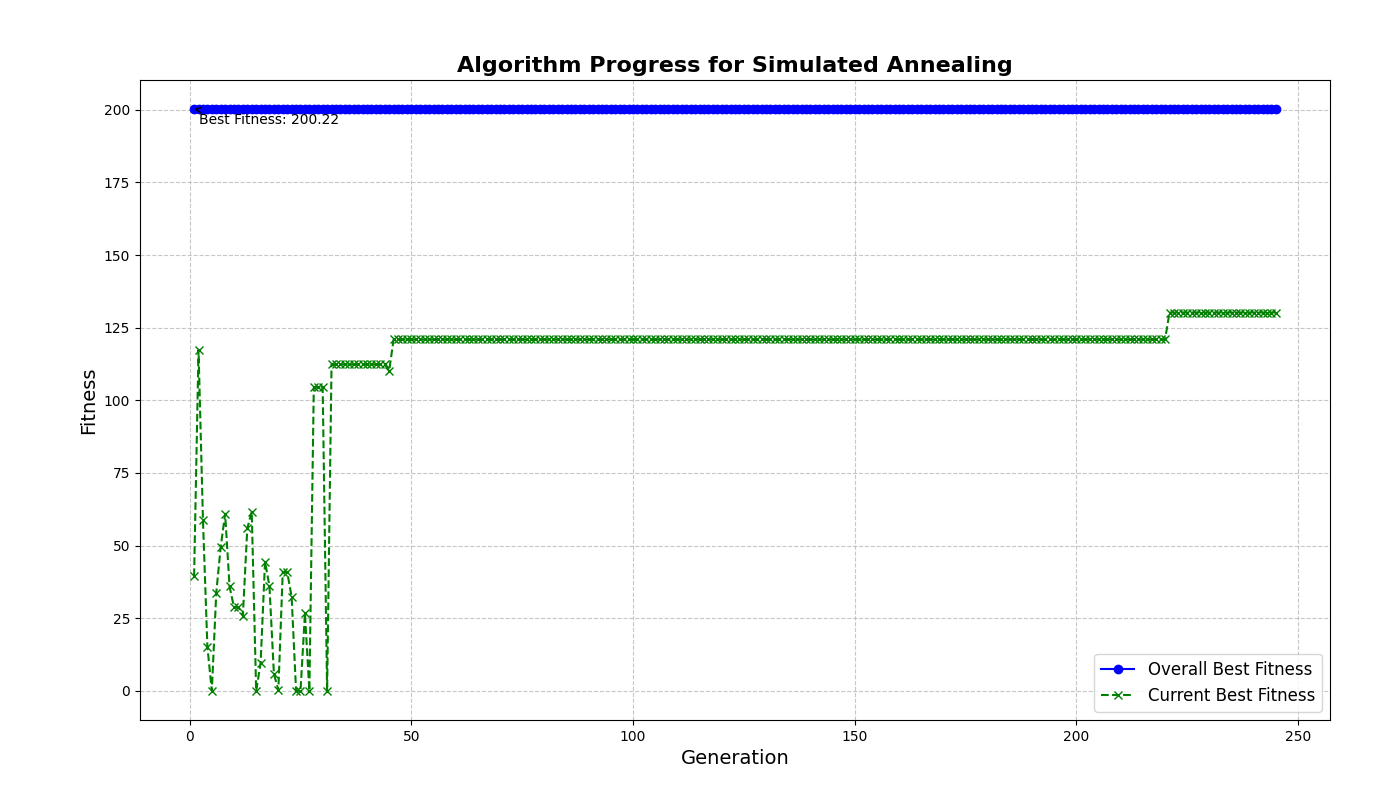 Algorithm Progress for Simulated Annealing
200
175
150
125
100
75
50
25
0
Fitness
Best Fitness: 200.22
Overall Best Fitness
Current Best Fitness
0
50
100
150
200
250
Generation